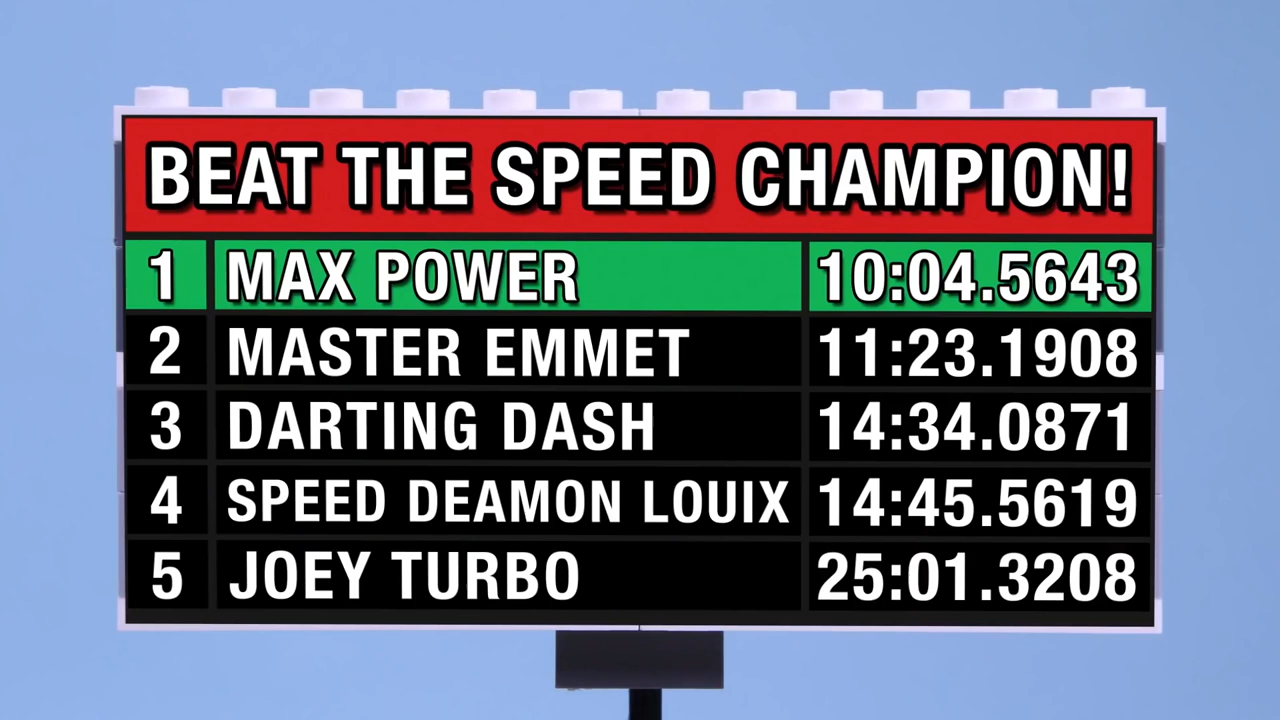 BEAT THE SPEED CHAMPION!
1 MAX POWER 10:04.5643
2 MASTER EMMET 11:23.1908
3 DARTING DASH 14:34.0871
4 SPEED DEAMON LOUIX 14:45.5619
5 JOEY TURBO 25:01.3208